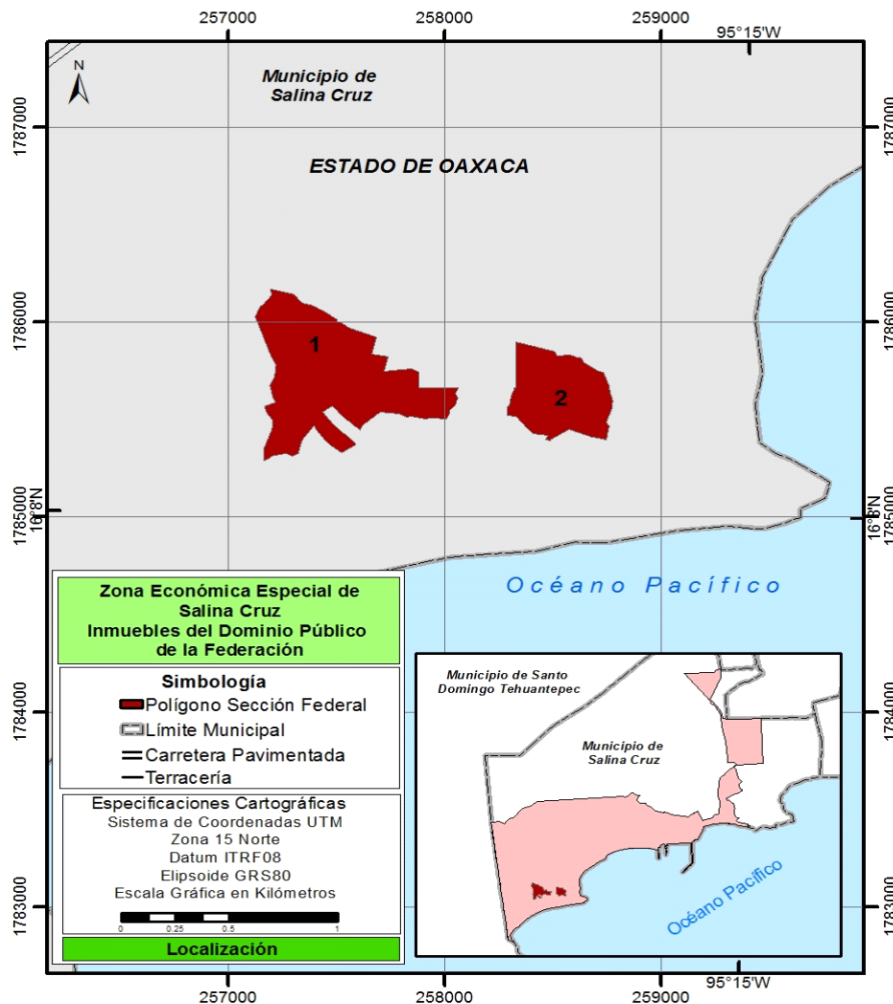 257000
258000
259000
95°15'W
N
Municipio de
Salina Cruz
ESTADO DE OAXACA
1787000
1787000
1786000
1786000
1
2
1785000
1785000
16°8'N
16°8'N
Océano Pacífico
Zona Económica Especial de
Salina Cruz
Inmuebles del Dominio Público
de la Federación
Simbología
Polígono Sección Federal
Límite Municipal
Carretera Pavimentada
Terracería
Especificaciones Cartográficas
Sistema de Coordenadas UTM
Zona 15 Norte
Datum ITRF08
Elipsoide GRS80
Escala Gráfica en Kilómetros
0 0.25 0.5 1
Localización
Municipio de Santo
Domingo Tehuantepec
Municipio de
Salina Cruz
Océano Pacífico
1784000
1784000
1783000
1783000
257000
258000
259000
95°15'W